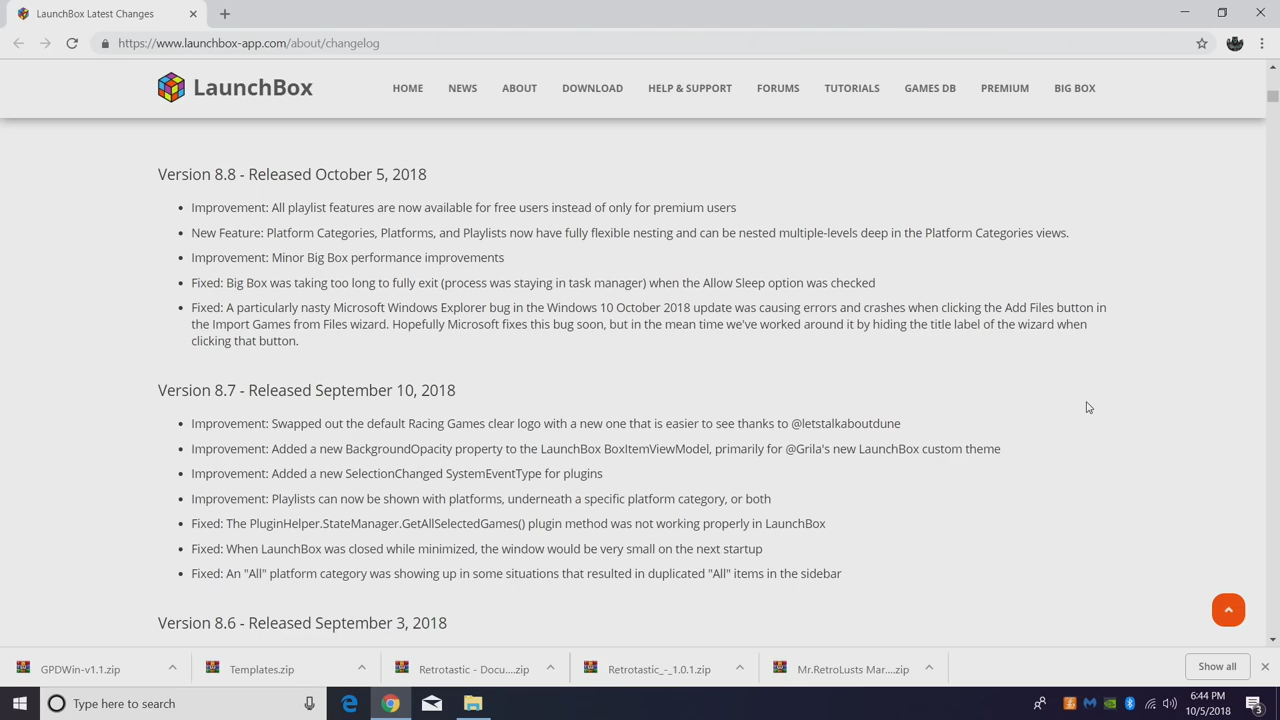 LaunchBox Latest Changes
https://www.launchbox-app.com/about/changelog
LaunchBox HOME NEWS ABOUT DOWNLOAD HELP & SUPPORT FORUMS TUTORIALS GAMES DB PREMIUM BIG BOX
Version 8.8 - Released October 5, 2018
• Improvement: All playlist features are now available for free users instead of only for premium users
• New Feature: Platform Categories, Platforms, and Playlists now have fully flexible nesting and can be nested multiple-levels deep in the Platform Categories views.
• Improvement: Minor Big Box performance improvements
• Fixed: Big Box was taking too long to fully exit (process was staying in task manager) when the Allow Sleep option was checked
• Fixed: A particularly nasty Microsoft Windows Explorer bug in the Windows 10 October 2018 update was causing errors and crashes when clicking the Add Files button in
the Import Games from Files wizard. Hopefully Microsoft fixes this bug soon, but in the mean time we've worked around it by hiding the title label of the wizard when
clicking that button.
Version 8.7 - Released September 10, 2018
• Improvement: Swapped out the default Racing Games clear logo with a new one that is easier to see thanks to @letstalkaboutdune
• Improvement: Added a new BackgroundOpacity property to the LaunchBox BoxItemViewModel, primarily for @Grila's new LaunchBox custom theme
• Improvement: Added a new SelectionChanged SystemEventType for plugins
• Improvement: Playlists can now be shown with platforms, underneath a specific platform category, or both
• Fixed: The PluginHelper.StateManager.GetAllSelectedGames() plugin method was not working properly in LaunchBox
• Fixed: When LaunchBox was closed while minimized, the window would be very small on the next startup
• Fixed: An "All" platform category was showing up in some situations that resulted in duplicated "All" items in the sidebar
Version 8.6 - Released September 3, 2018
GPDWin-v1.1.zip Templates.zip Retrotastic - Docu....zip Retrotastic_-_1.0.1.zip Mr.RetroLusts Mar....zip Show all
Type here to search
6:44 PM
10/5/2018
3